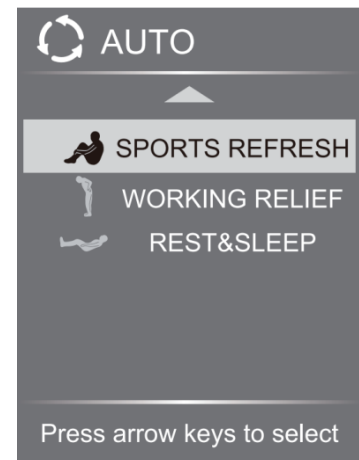 AUTO
SPORTS REFRESH
WORKING RELIEF
REST&SLEEP
Press arrow keys to select